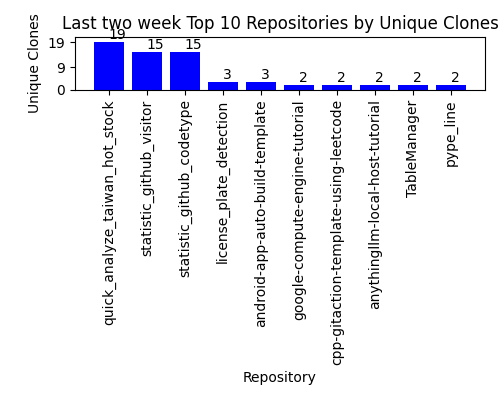 Last two week Top 10 Repositories by Unique Clones
Unique Clones
19
9
0
19
15
15
3
3
2
2
2
2
2
quick_analyze_taiwan_hot_stock
statistic_github_visitor
statistic_github_codetype
license_plate_detection
android-app-auto-build-template
google-compute-engine-tutorial
cpp-gitaction-template-using-leetcode
anythingllm-local-host-tutorial
TableManager
pype_line
Repository